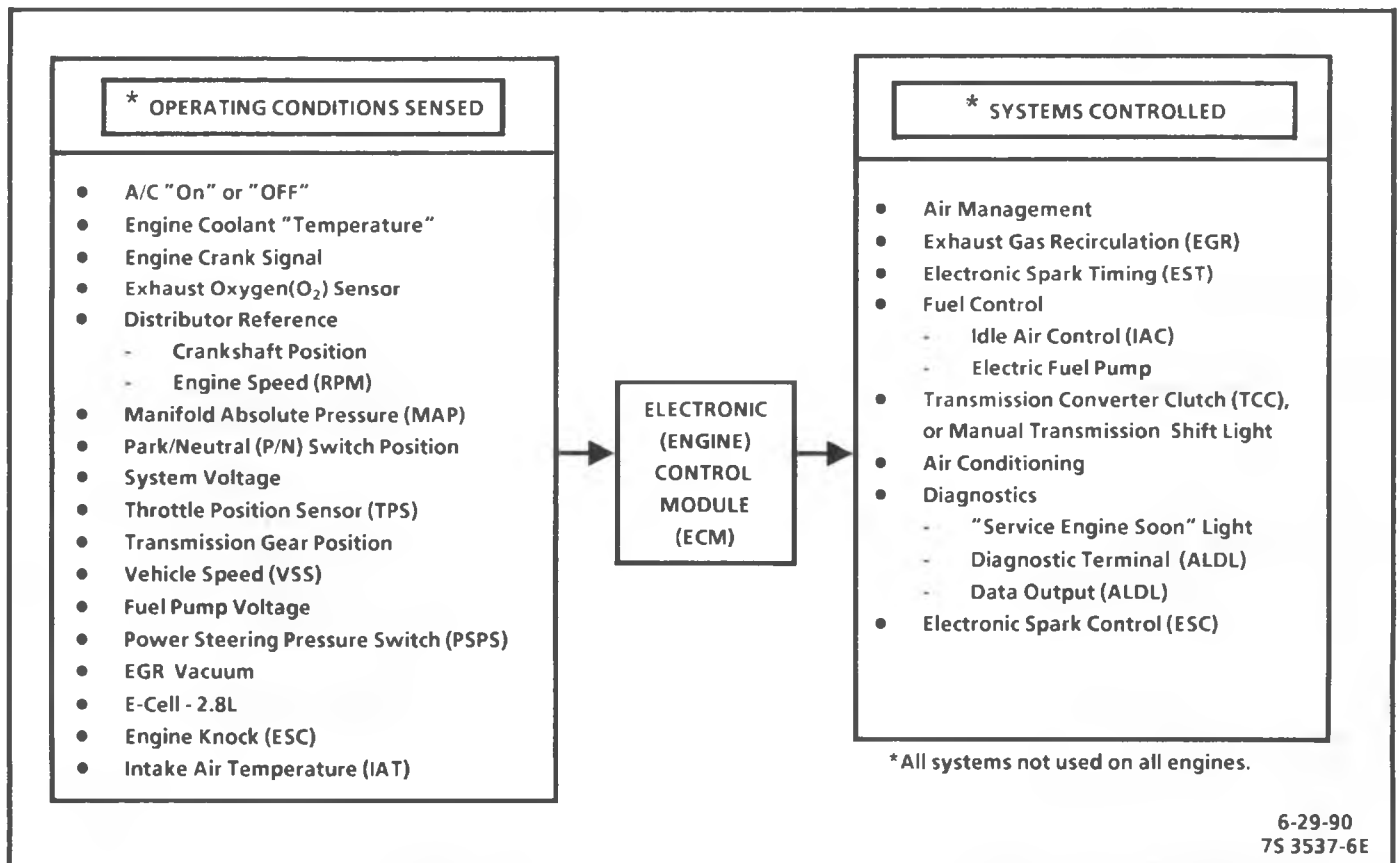 * OPERATING CONDITIONS SENSED
● A/C "On" or "OFF"
● Engine Coolant "Temperature"
● Engine Crank Signal
● Exhaust Oxygen(O₂) Sensor
● Distributor Reference
- Crankshaft Position
- Engine Speed (RPM)
● Manifold Absolute Pressure (MAP)
● Park/Neutral (P/N) Switch Position
● System Voltage
● Throttle Position Sensor (TPS)
● Transmission Gear Position
● Vehicle Speed (VSS)
● Fuel Pump Voltage
● Power Steering Pressure Switch (PSPS)
● EGR Vacuum
● E-Cell - 2.8L
● Engine Knock (ESC)
● Intake Air Temperature (IAT)
ELECTRONIC
(ENGINE)
CONTROL
MODULE
(ECM)
* SYSTEMS CONTROLLED
● Air Management
● Exhaust Gas Recirculation (EGR)
● Electronic Spark Timing (EST)
● Fuel Control
- Idle Air Control (IAC)
- Electric Fuel Pump
● Transmission Converter Clutch (TCC),
or Manual Transmission Shift Light
● Air Conditioning
● Diagnostics
- "Service Engine Soon" Light
- Diagnostic Terminal (ALDL)
- Data Output (ALDL)
● Electronic Spark Control (ESC)
*All systems not used on all engines.
6-29-90
7S 3537-6E